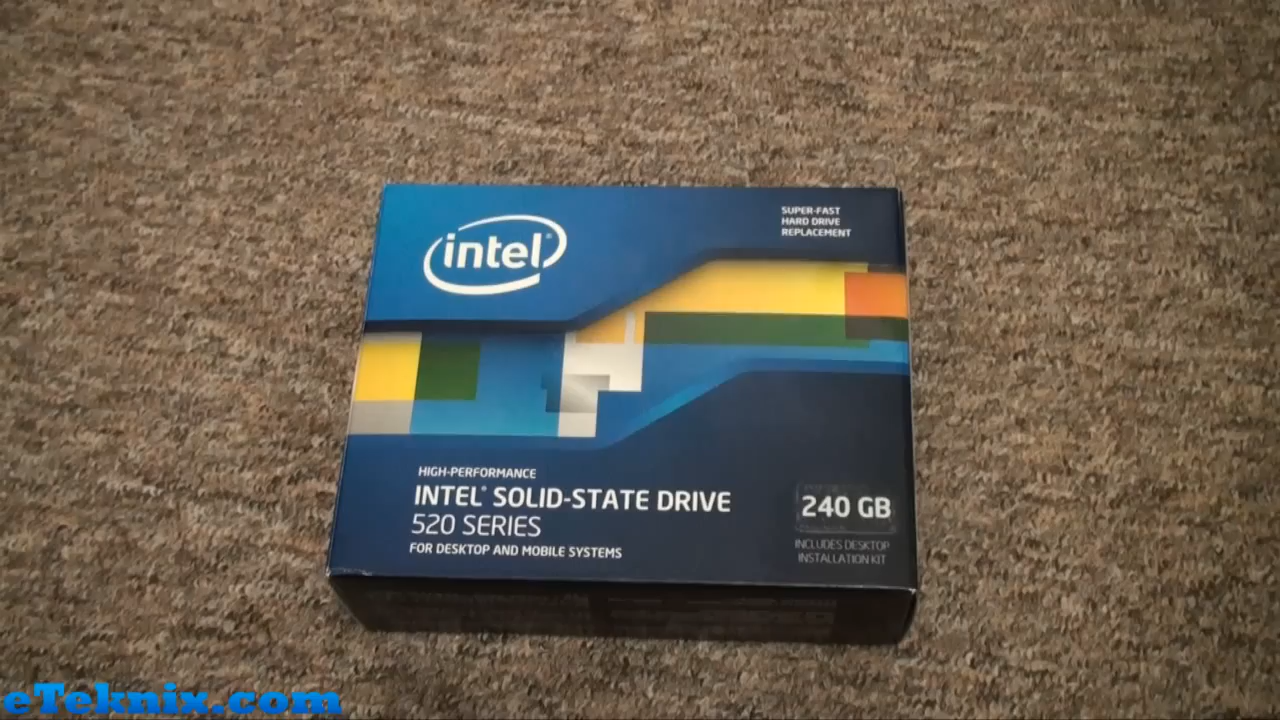 intel®
SUPER-FAST
HARD DRIVE
REPLACEMENT
HIGH-PERFORMANCE
INTEL® SOLID-STATE DRIVE
520 SERIES
FOR DESKTOP AND MOBILE SYSTEMS
240 GB
INCLUDES DESKTOP
INSTALLATION KIT
eTeknix.com